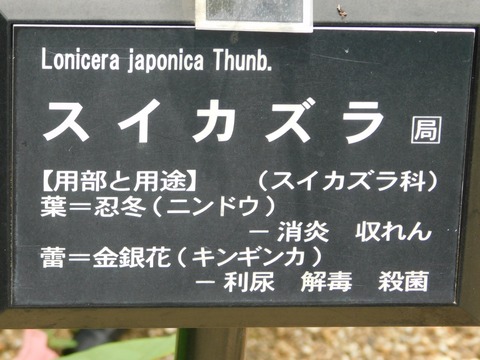 Lonicera japonica Thunb.
スイカズラ 局
【用部と用途】 (スイカズラ科)
葉=忍冬(ニンドウ)
－消炎 収れん
蕾=金銀花(キンギンカ)
－利尿 解毒 殺菌